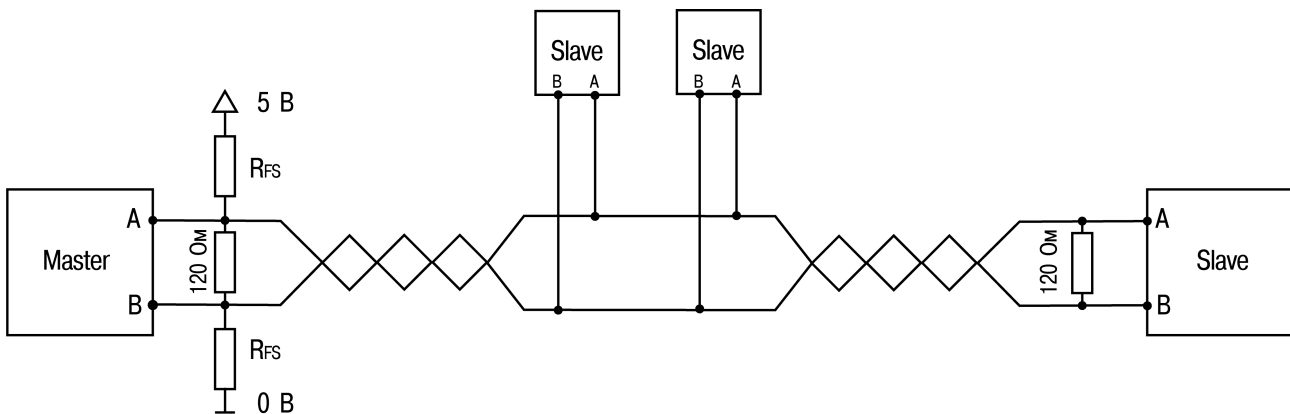 Slave
B A
Slave
B A
5 В
RFS
A
Master
120 Ом
B
RFS
0 В
120 Ом
A
Slave
B